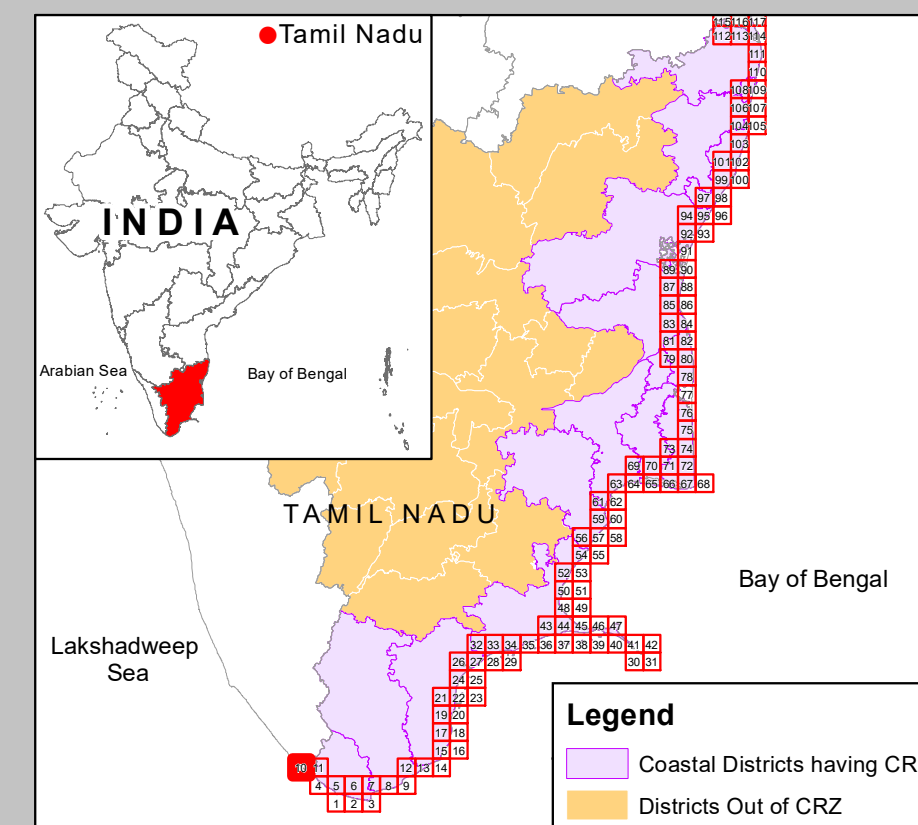 Tamil Nadu
INDIA
Arabian Sea
Bay of Bengal
115 116 117
112 113 114
111
110
108 109
106 107
104 105
103
101 102
99 100
97 98
94 95 96
92 93
91
89 90
87 88
85 86
83 84
81 82
79 80
78
77
76
75
73 74
69 70 71 72
63 64 65 66 67 68
61 62
TAMIL NADU
59 60
56 57 58
54 55
52 53
Bay of Bengal
50 51
48 49
43 44 45 46 47
Lakshadweep
Sea
32 33 34 35 36 37 38 39 40 41 42
26 27 28 29 30 31
24 25
21 22 23
19 20
17 18
15 16
10 11 12 13 14
4 5 6 7 8 9
1 2 3
Legend
Coastal Districts having CR
Districts Out of CRZ